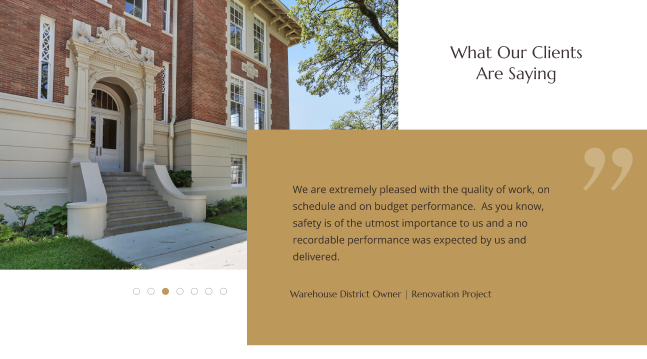 What Our Clients
Are Saying
”
We are extremely pleased with the quality of work, on
schedule and on budget performance.  As you know,
safety is of the utmost importance to us and a no
recordable performance was expected by us and
delivered.
Warehouse District Owner | Renovation Project